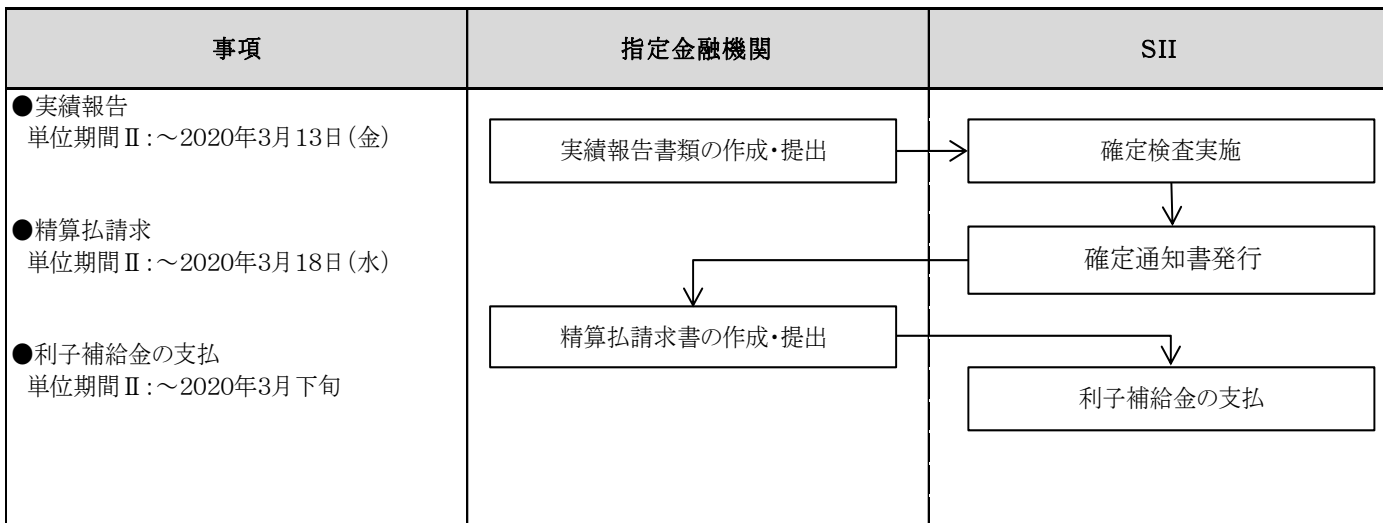 事項
指定金融機関
SII
●実績報告
単位期間Ⅱ:~2020年3月13日(金)
実績報告書類の作成・提出
確定検査実施
●精算払請求
単位期間Ⅱ:~2020年3月18日(水)
確定通知書発行
精算払請求書の作成・提出
●利子補給金の支払
単位期間Ⅱ:~2020年3月下旬
利子補給金の支払